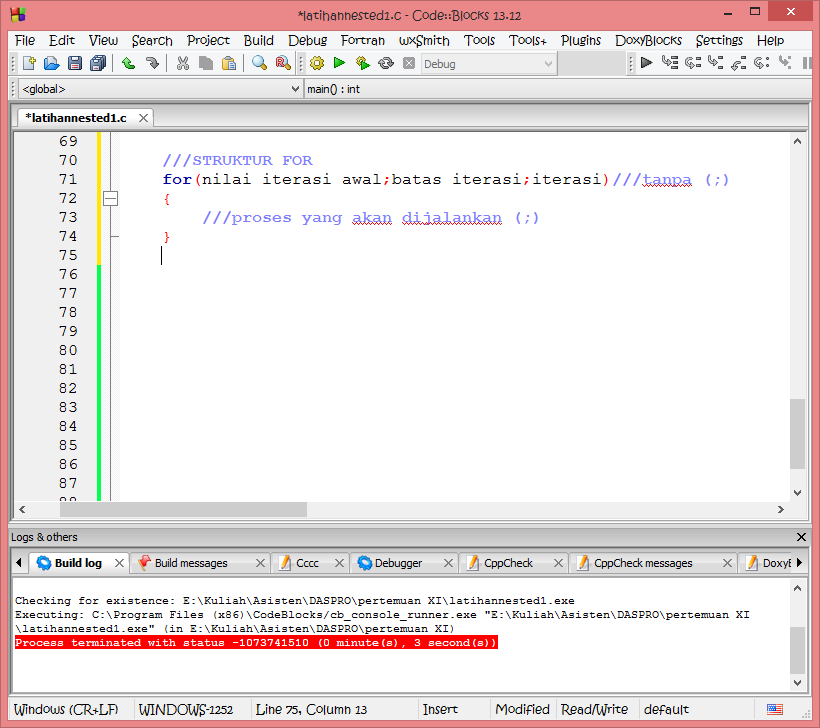 *latihannested1.c - Code::Blocks 13.12
File Edit View Search Project Build Debug Fortran wxSmith Tools Tools+ Plugins DoxyBlocks Settings Help
Debug
<global> main() : int
*latihannested1.c
69
70 ///STRUKTUR FOR
71 for(nilai iterasi awal;batas iterasi;iterasi)///tanpa (;)
72 {
73 ///proses yang akan dijalankan (;)
74 }
75
76
77
78
79
80
81
82
83
84
85
86
87
88
Logs & others
Build log Build messages Cccc Debugger CppCheck CppCheck messages DoxyB
Checking for existence: E:\Kuliah\Asisten\DASPRO\pertemuan XI\latihannested1.exe
Executing: C:\Program Files (x86)\CodeBlocks/cb_console_runner.exe "E:\Kuliah\Asisten\DASPRO\pertemuan XI
\latihannested1.exe" (in E:\Kuliah\Asisten\DASPRO\pertemuan XI)
Process terminated with status -1073741510 (0 minute(s), 3 second(s))
Windows (CR+LF) WINDOWS-1252 Line 75, Column 13 Insert Modified Read/Write default